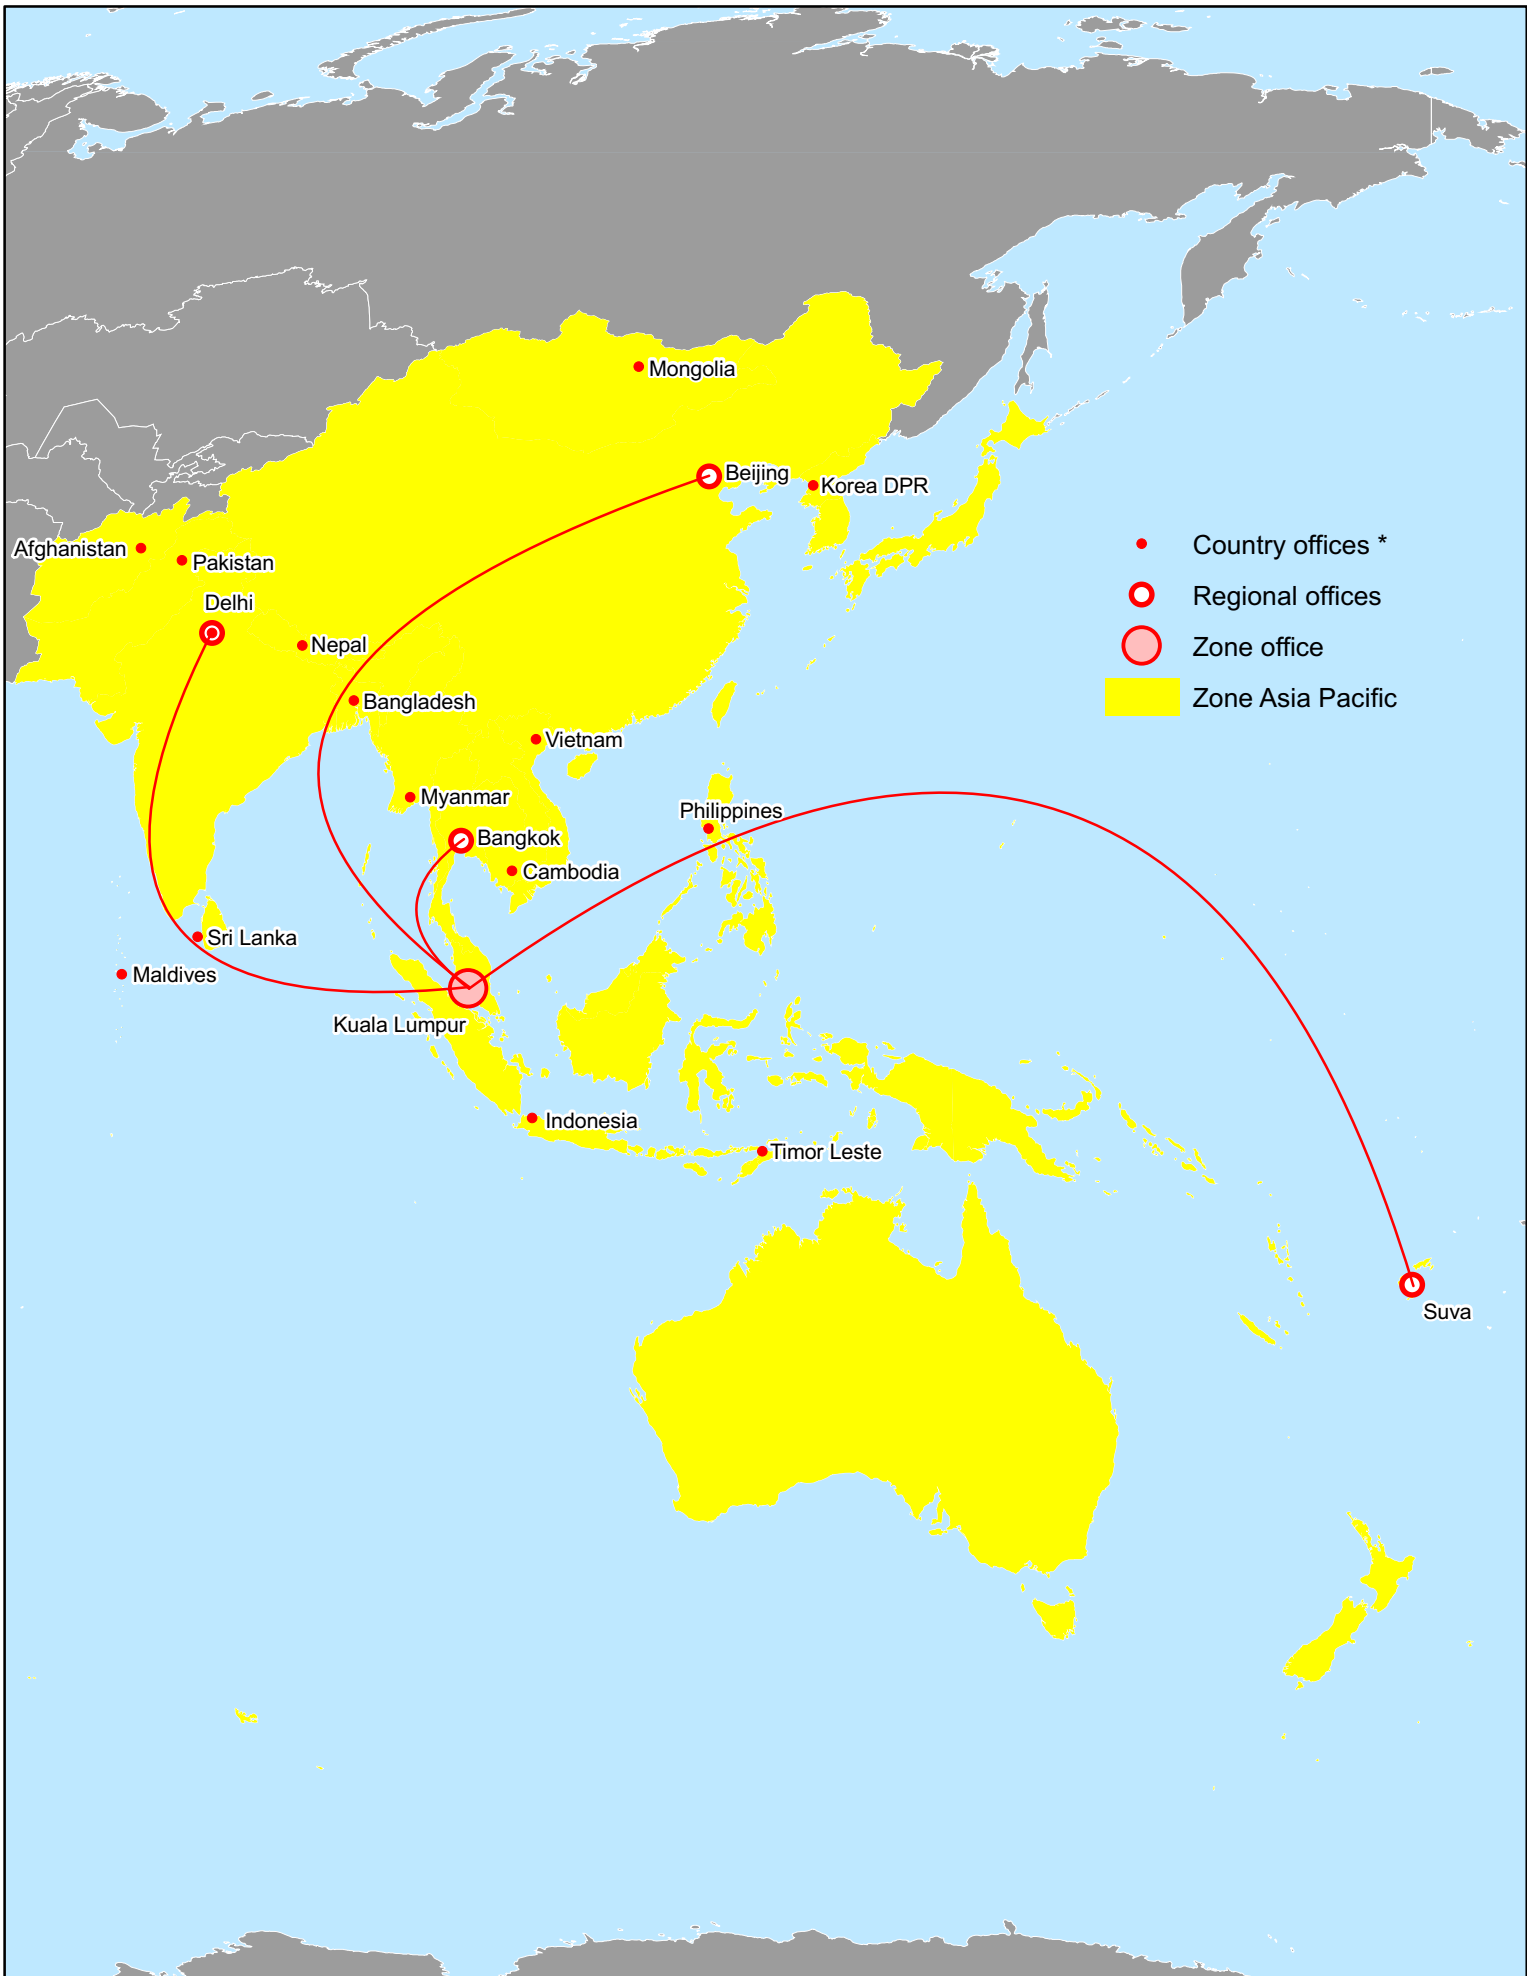 Mongolia
Beijing
Korea DPR
Afghanistan
Pakistan
Country offices *
Delhi
Regional offices
Nepal
Zone office
Bangladesh
Zone Asia Pacific
Vietnam
Myanmar
Philippines
Bangkok
Cambodia
Sri Lanka
Maldives
Kuala Lumpur
Indonesia
Timor Leste
Suva